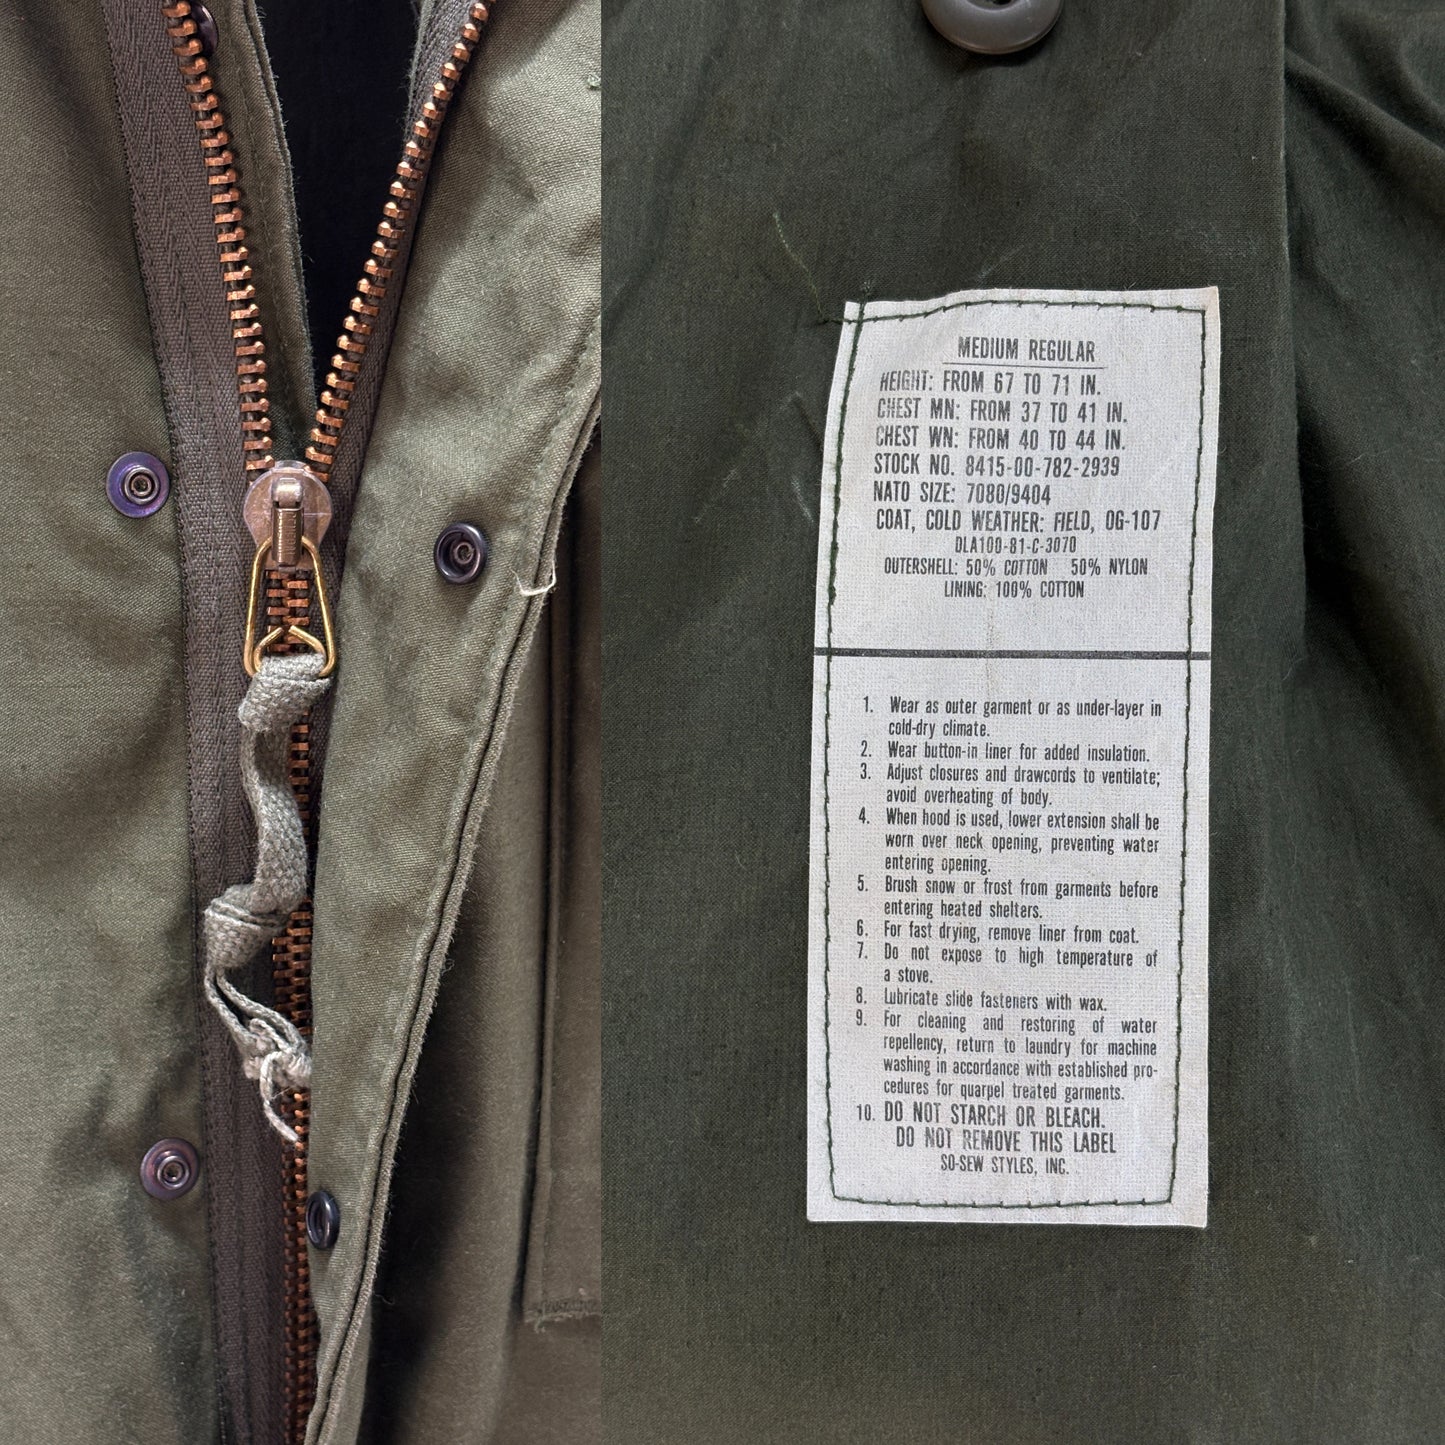 MEDIUM REGULAR
HEIGHT: FROM 67 TO 71 IN.
CHEST MN: FROM 37 TO 41 IN.
CHEST WN: FROM 40 TO 44 IN.
STOCK NO. 8415-00-782-2939
NATO SIZE: 7080/9404
COAT, COLD WEATHER: FIELD, OG-107
DLA100-81-C-3070
OUTERSHELL: 50% COTTON 50% NYLON
LINING: 100% COTTON
1. Wear as outer garment or as under-layer in
cold-dry climate.
2. Wear button-in liner for added insulation.
3. Adjust closures and drawcords to ventilate;
avoid overheating of body.
4. When hood is used, lower extension shall be
worn over neck opening, preventing water
entering opening.
5. Brush snow or frost from garments before
entering heated shelters.
6. For fast drying, remove liner from coat.
7. Do not expose to high temperature of
a stove.
8. Lubricate slide fasteners with wax.
9. For cleaning and restoring of water
repellency, return to laundry for machine
washing in accordance with established pro-
cedures for quarpel treated garments.
10. DO NOT STARCH OR BLEACH.
DO NOT REMOVE THIS LABEL
SO-SEW STYLES, INC.